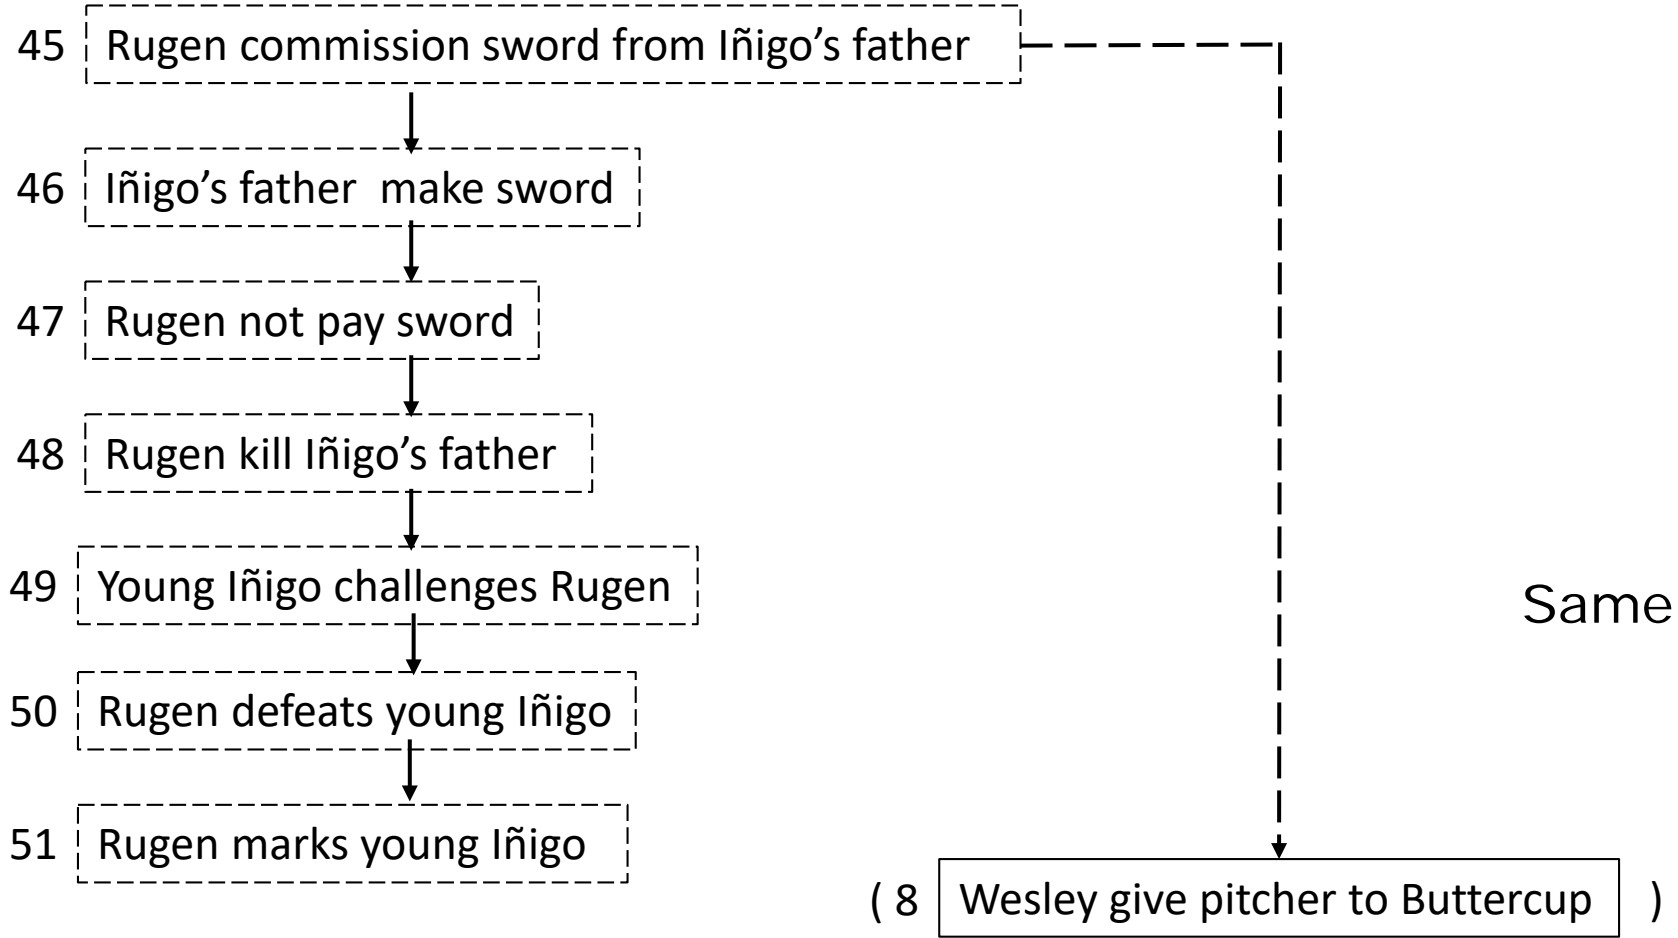 45 Rugen commission sword from Iñigo’s father
46 Iñigo’s father make sword
47 Rugen not pay sword
48 Rugen kill Iñigo’s father
49 Young Iñigo challenges Rugen
Same
50 Rugen defeats young Iñigo
51 Rugen marks young Iñigo
( 8 Wesley give pitcher to Buttercup )